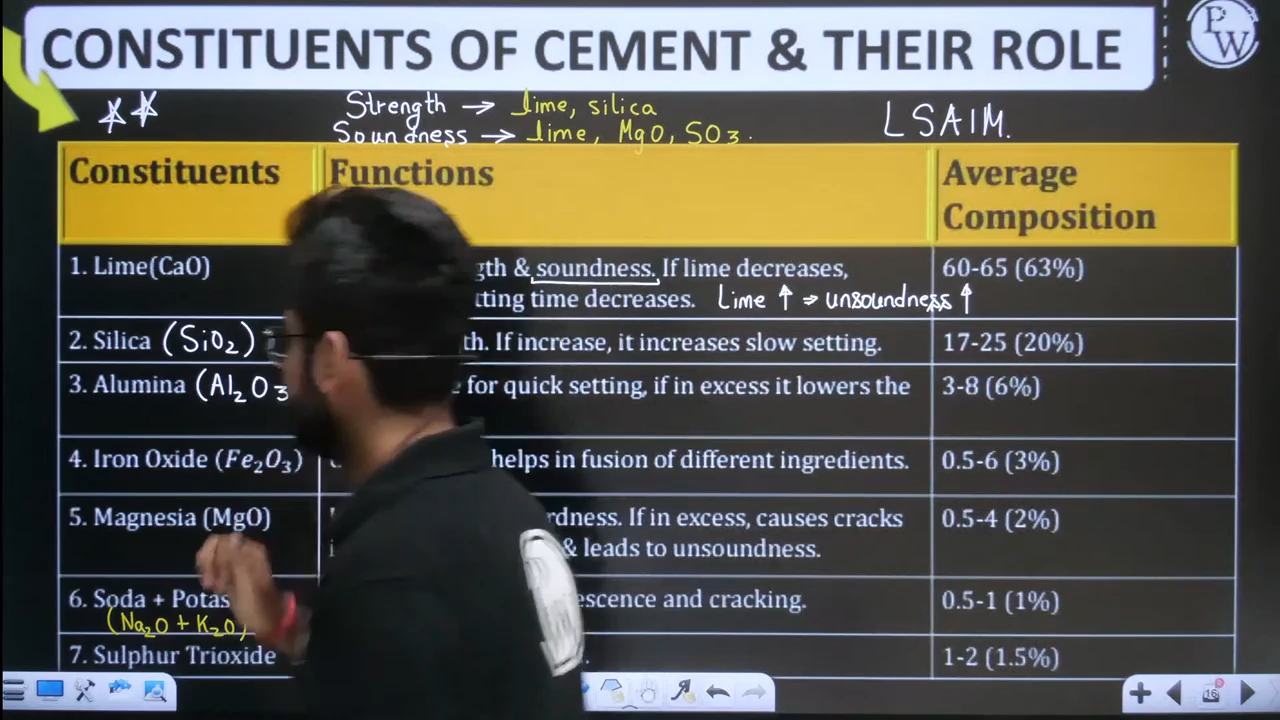 CONSTITUENTS OF CEMENT & THEIR ROLE
PW
Strength → lime, silica
Soundness → lime, MgO, SO3.
LSAIM.
Constituents Functions Average Composition
1. Lime(CaO) gth & soundness. If lime decreases, 60-65 (63%)
tting time decreases. Lime ↑ ⇒ unsoundness ↑
2. Silica (SiO2) th. If increase, it increases slow setting. 17-25 (20%)
3. Alumina (Al2O3 for quick setting, if in excess it lowers the 3-8 (6%)
4. Iron Oxide (Fe2O3) helps in fusion of different ingredients. 0.5-6 (3%)
5. Magnesia (MgO) rdness. If in excess, causes cracks 0.5-4 (2%)
& leads to unsoundness.
6. Soda + Potas escence and cracking. 0.5-1 (1%)
(Na2O + K2O)
7. Sulphur Trioxide 1-2 (1.5%)
16